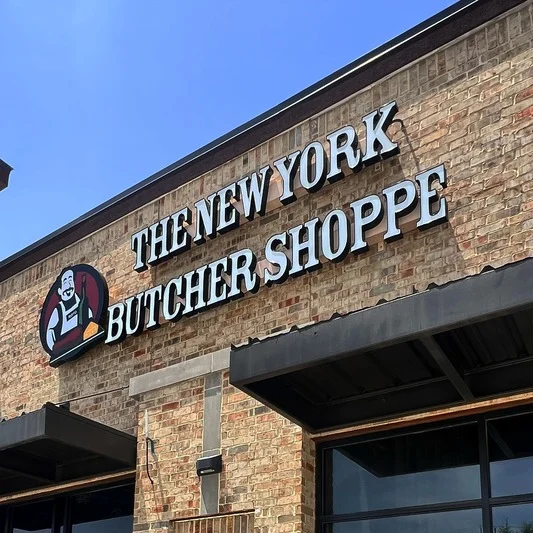 THE NEW YORK
BUTCHER SHOPPE